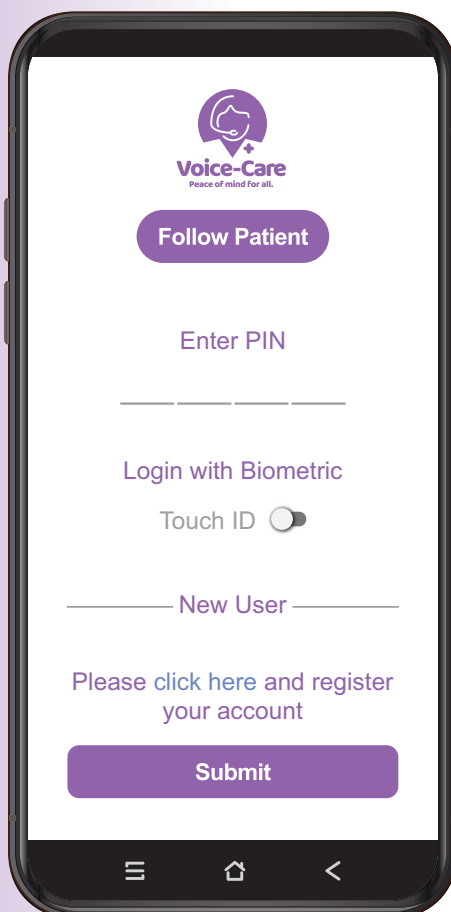 Voice-Care
Peace of mind for all.
Follow Patient
Enter PIN
Login with Biometric
Touch ID
New User
Please click here and register
your account
Submit